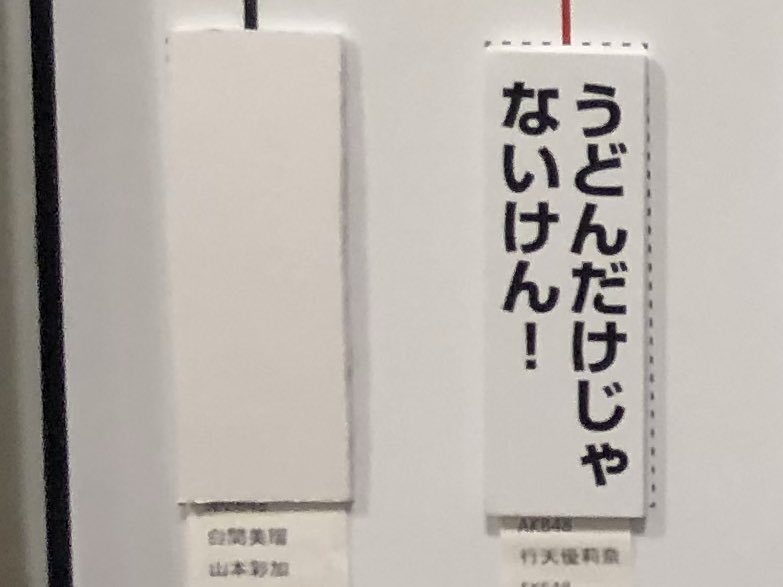 うどんだけじゃ
ないけん！
AKB48
行天優莉奈
白間美瑠
山本彩加